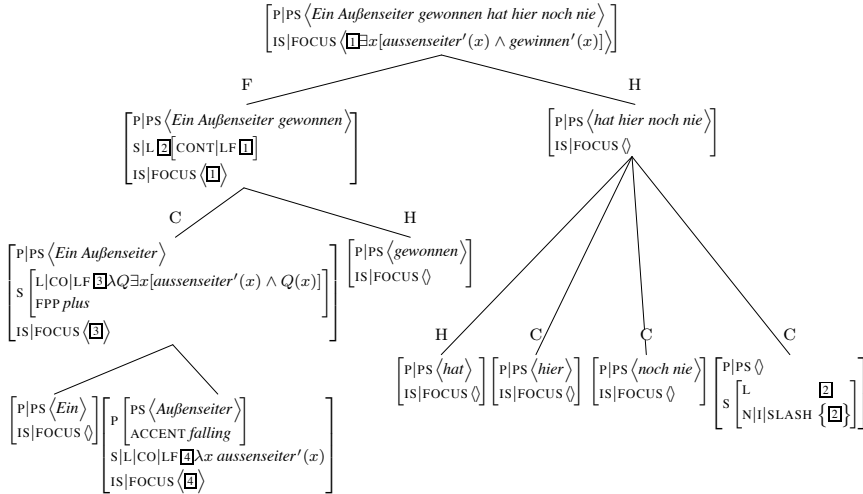 P|PS ⟨Ein Außenseiter gewonnen hat hier noch nie⟩
IS|FOCUS ⟨1∃x[aussenseiter′(x) ∧ gewinnen′(x)]⟩
F
H
P|PS ⟨Ein Außenseiter gewonnen⟩
S|L 2[CONT|LF 1]
IS|FOCUS ⟨1⟩
P|PS ⟨hat hier noch nie⟩
IS|FOCUS ⟨⟩
C
H
P|PS ⟨Ein Außenseiter⟩
S [L|CO|LF 3λQ∃x[aussenseiter′(x) ∧ Q(x)]
FPP plus]
IS|FOCUS ⟨3⟩
P|PS ⟨gewonnen⟩
IS|FOCUS ⟨⟩
H
C
C
C
P|PS ⟨hat⟩
IS|FOCUS ⟨⟩
P|PS ⟨hier⟩
IS|FOCUS ⟨⟩
P|PS ⟨noch nie⟩
IS|FOCUS ⟨⟩
P|PS ⟨⟩
S [L 2
N|I|SLASH {2}]
P|PS ⟨Ein⟩
IS|FOCUS ⟨⟩
P [PS ⟨Außenseiter⟩
ACCENT falling]
S|L|CO|LF 4λx aussenseiter′(x)
IS|FOCUS ⟨4⟩